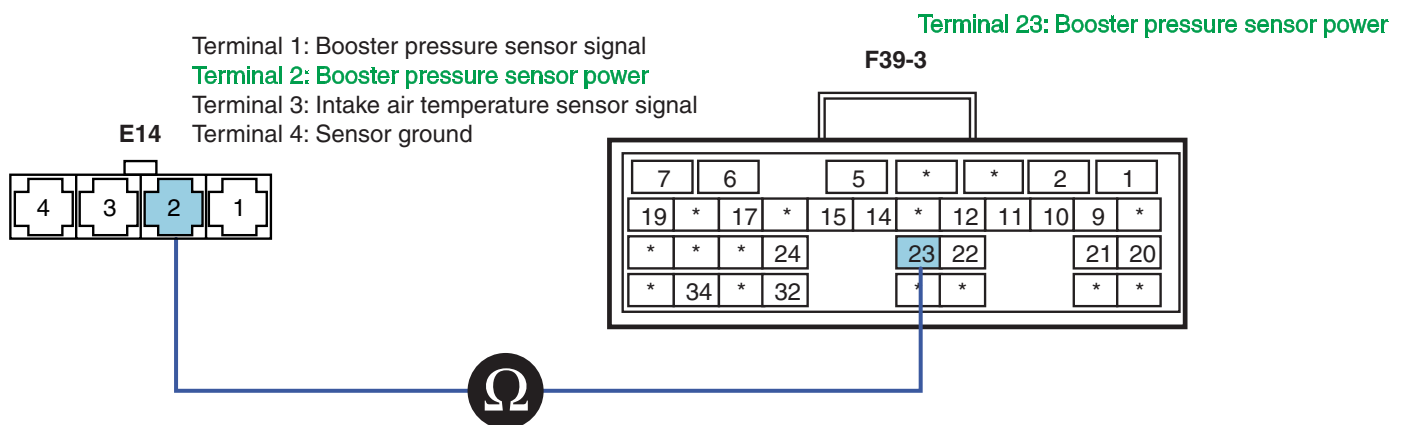 Terminal 23: Booster pressure sensor power
Terminal 1: Booster pressure sensor signal
Terminal 2: Booster pressure sensor power
Terminal 3: Intake air temperature sensor signal
Terminal 4: Sensor ground
E14
F39-3
4 3 2 1
7 6 5 * * 2 1
19 * 17 * 15 14 * 12 11 10 9 *
* * * 24 23 22 21 20
* 34 * 32 * * * *
Ω